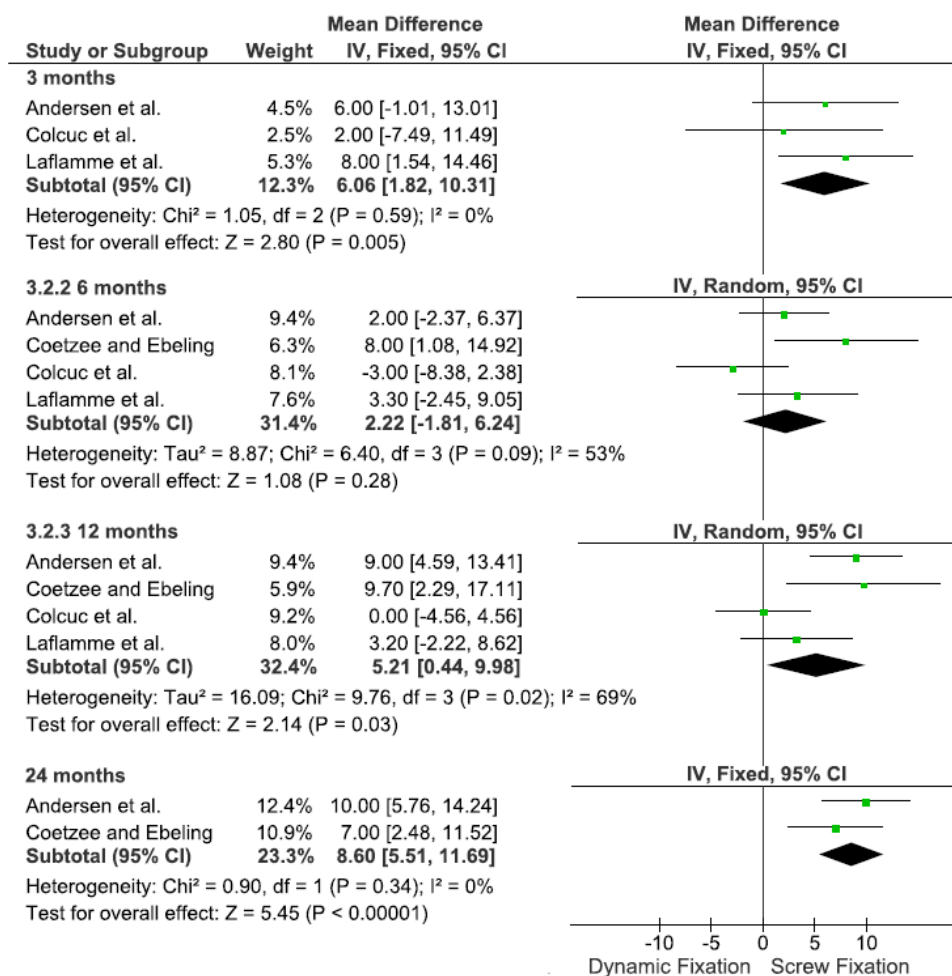 Mean Difference Mean Difference
Study or Subgroup Weight IV, Fixed, 95% CI IV, Fixed, 95% CI
3 months
Andersen et al. 4.5% 6.00 [-1.01, 13.01]
Colcuc et al. 2.5% 2.00 [-7.49, 11.49]
Laflamme et al. 5.3% 8.00 [1.54, 14.46]
Subtotal (95% CI) 12.3% 6.06 [1.82, 10.31]
Heterogeneity: Chi² = 1.05, df = 2 (P = 0.59); I² = 0%
Test for overall effect: Z = 2.80 (P = 0.005)
3.2.2 6 months IV, Random, 95% CI
Andersen et al. 9.4% 2.00 [-2.37, 6.37]
Coetzee and Ebeling 6.3% 8.00 [1.08, 14.92]
Colcuc et al. 8.1% -3.00 [-8.38, 2.38]
Laflamme et al. 7.6% 3.30 [-2.45, 9.05]
Subtotal (95% CI) 31.4% 2.22 [-1.81, 6.24]
Heterogeneity: Tau² = 8.87; Chi² = 6.40, df = 3 (P = 0.09); I² = 53%
Test for overall effect: Z = 1.08 (P = 0.28)
3.2.3 12 months IV, Random, 95% CI
Andersen et al. 9.4% 9.00 [4.59, 13.41]
Coetzee and Ebeling 5.9% 9.70 [2.29, 17.11]
Colcuc et al. 9.2% 0.00 [-4.56, 4.56]
Laflamme et al. 8.0% 3.20 [-2.22, 8.62]
Subtotal (95% CI) 32.4% 5.21 [0.44, 9.98]
Heterogeneity: Tau² = 16.09; Chi² = 9.76, df = 3 (P = 0.02); I² = 69%
Test for overall effect: Z = 2.14 (P = 0.03)
24 months IV, Fixed, 95% CI
Andersen et al. 12.4% 10.00 [5.76, 14.24]
Coetzee and Ebeling 10.9% 7.00 [2.48, 11.52]
Subtotal (95% CI) 23.3% 8.60 [5.51, 11.69]
Heterogeneity: Chi² = 0.90, df = 1 (P = 0.34); I² = 0%
Test for overall effect: Z = 5.45 (P < 0.00001)
-10 -5 0 5 10
Dynamic Fixation Screw Fixation